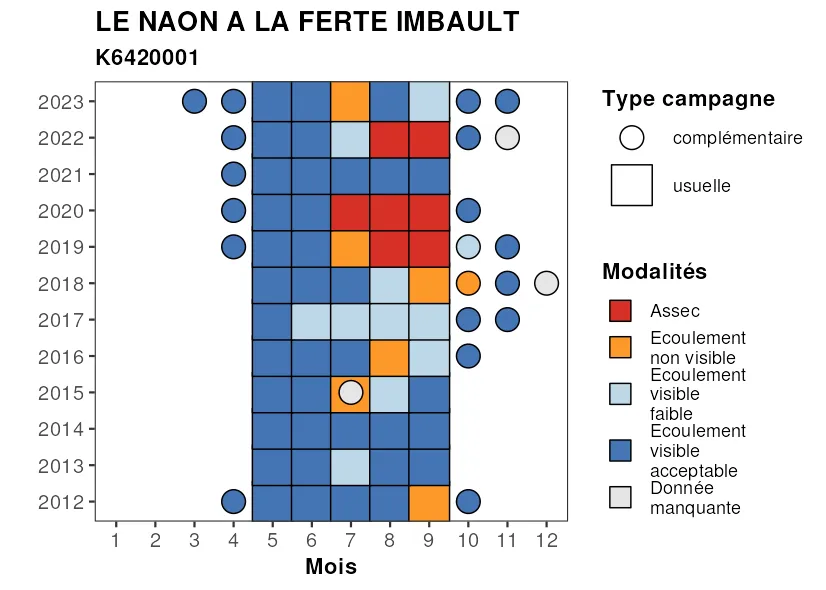 LE NAON A LA FERTE IMBAULT
K6420001
2023
2022
2021
2020
2019
2018
2017
2016
2015
2014
2013
2012
1 2 3 4 5 6 7 8 9 10 11 12
Mois
Type campagne
complémentaire
usuelle
Modalités
Assec
Ecoulement
non visible
Ecoulement
visible
faible
Ecoulement
visible
acceptable
Donnée
manquante